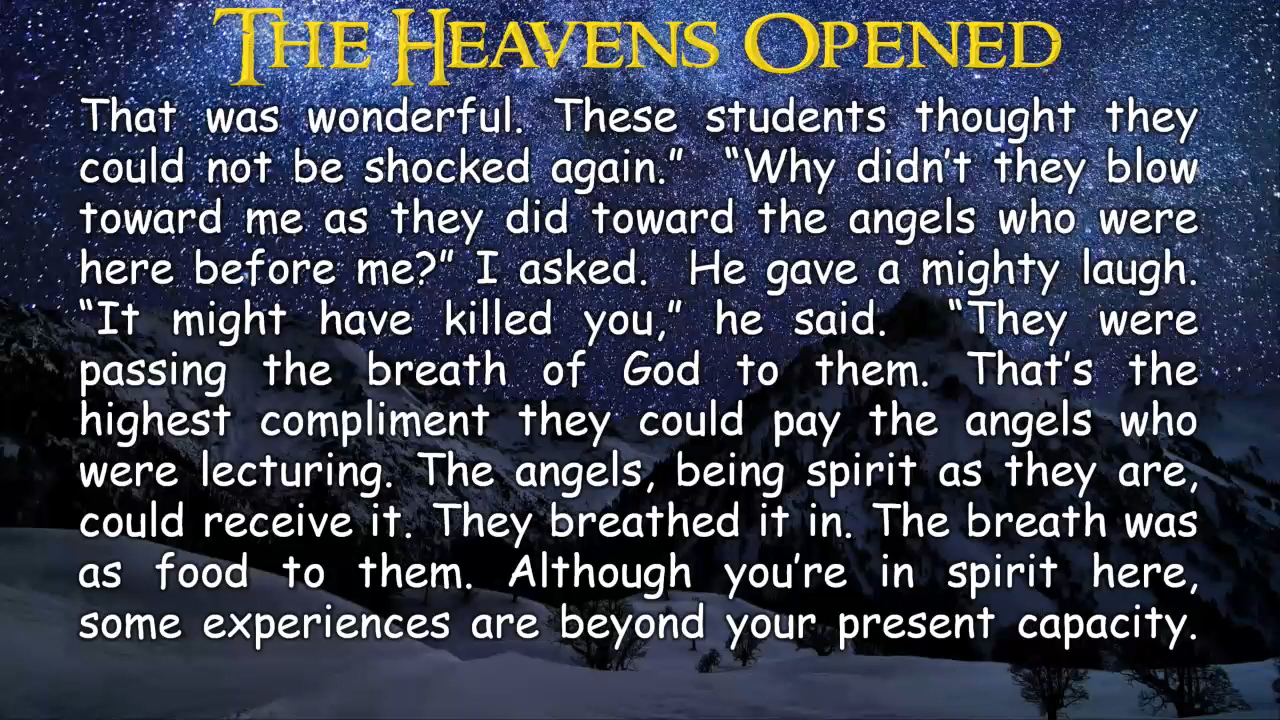 THE HEAVENS OPENED
That was wonderful. These students thought they
could not be shocked again.” “Why didn’t they blow
toward me as they did toward the angels who were
here before me?” I asked. He gave a mighty laugh.
“It might have killed you,” he said. “They were
passing the breath of God to them. That’s the
highest compliment they could pay the angels who
were lecturing. The angels, being spirit as they are,
could receive it. They breathed it in. The breath was
as food to them. Although you’re in spirit here,
some experiences are beyond your present capacity.